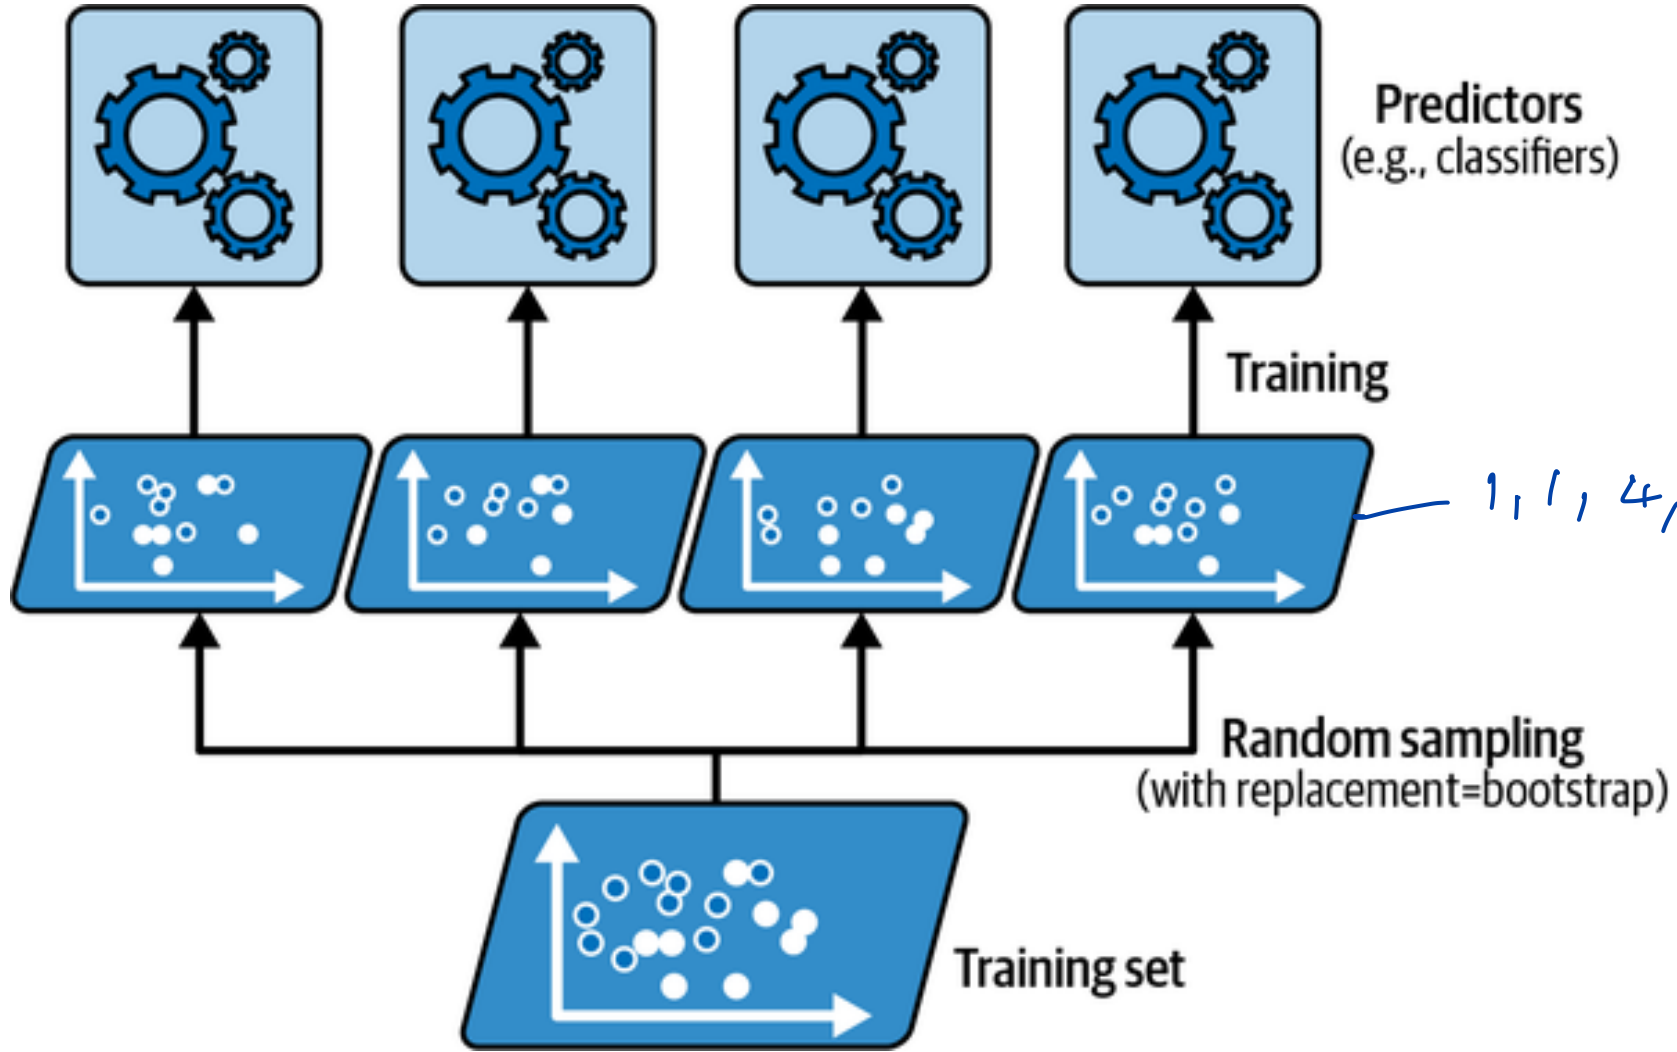 Predictors
(e.g., classifiers)
Training
1, 1, 4,
Random sampling
(with replacement=bootstrap)
Training set